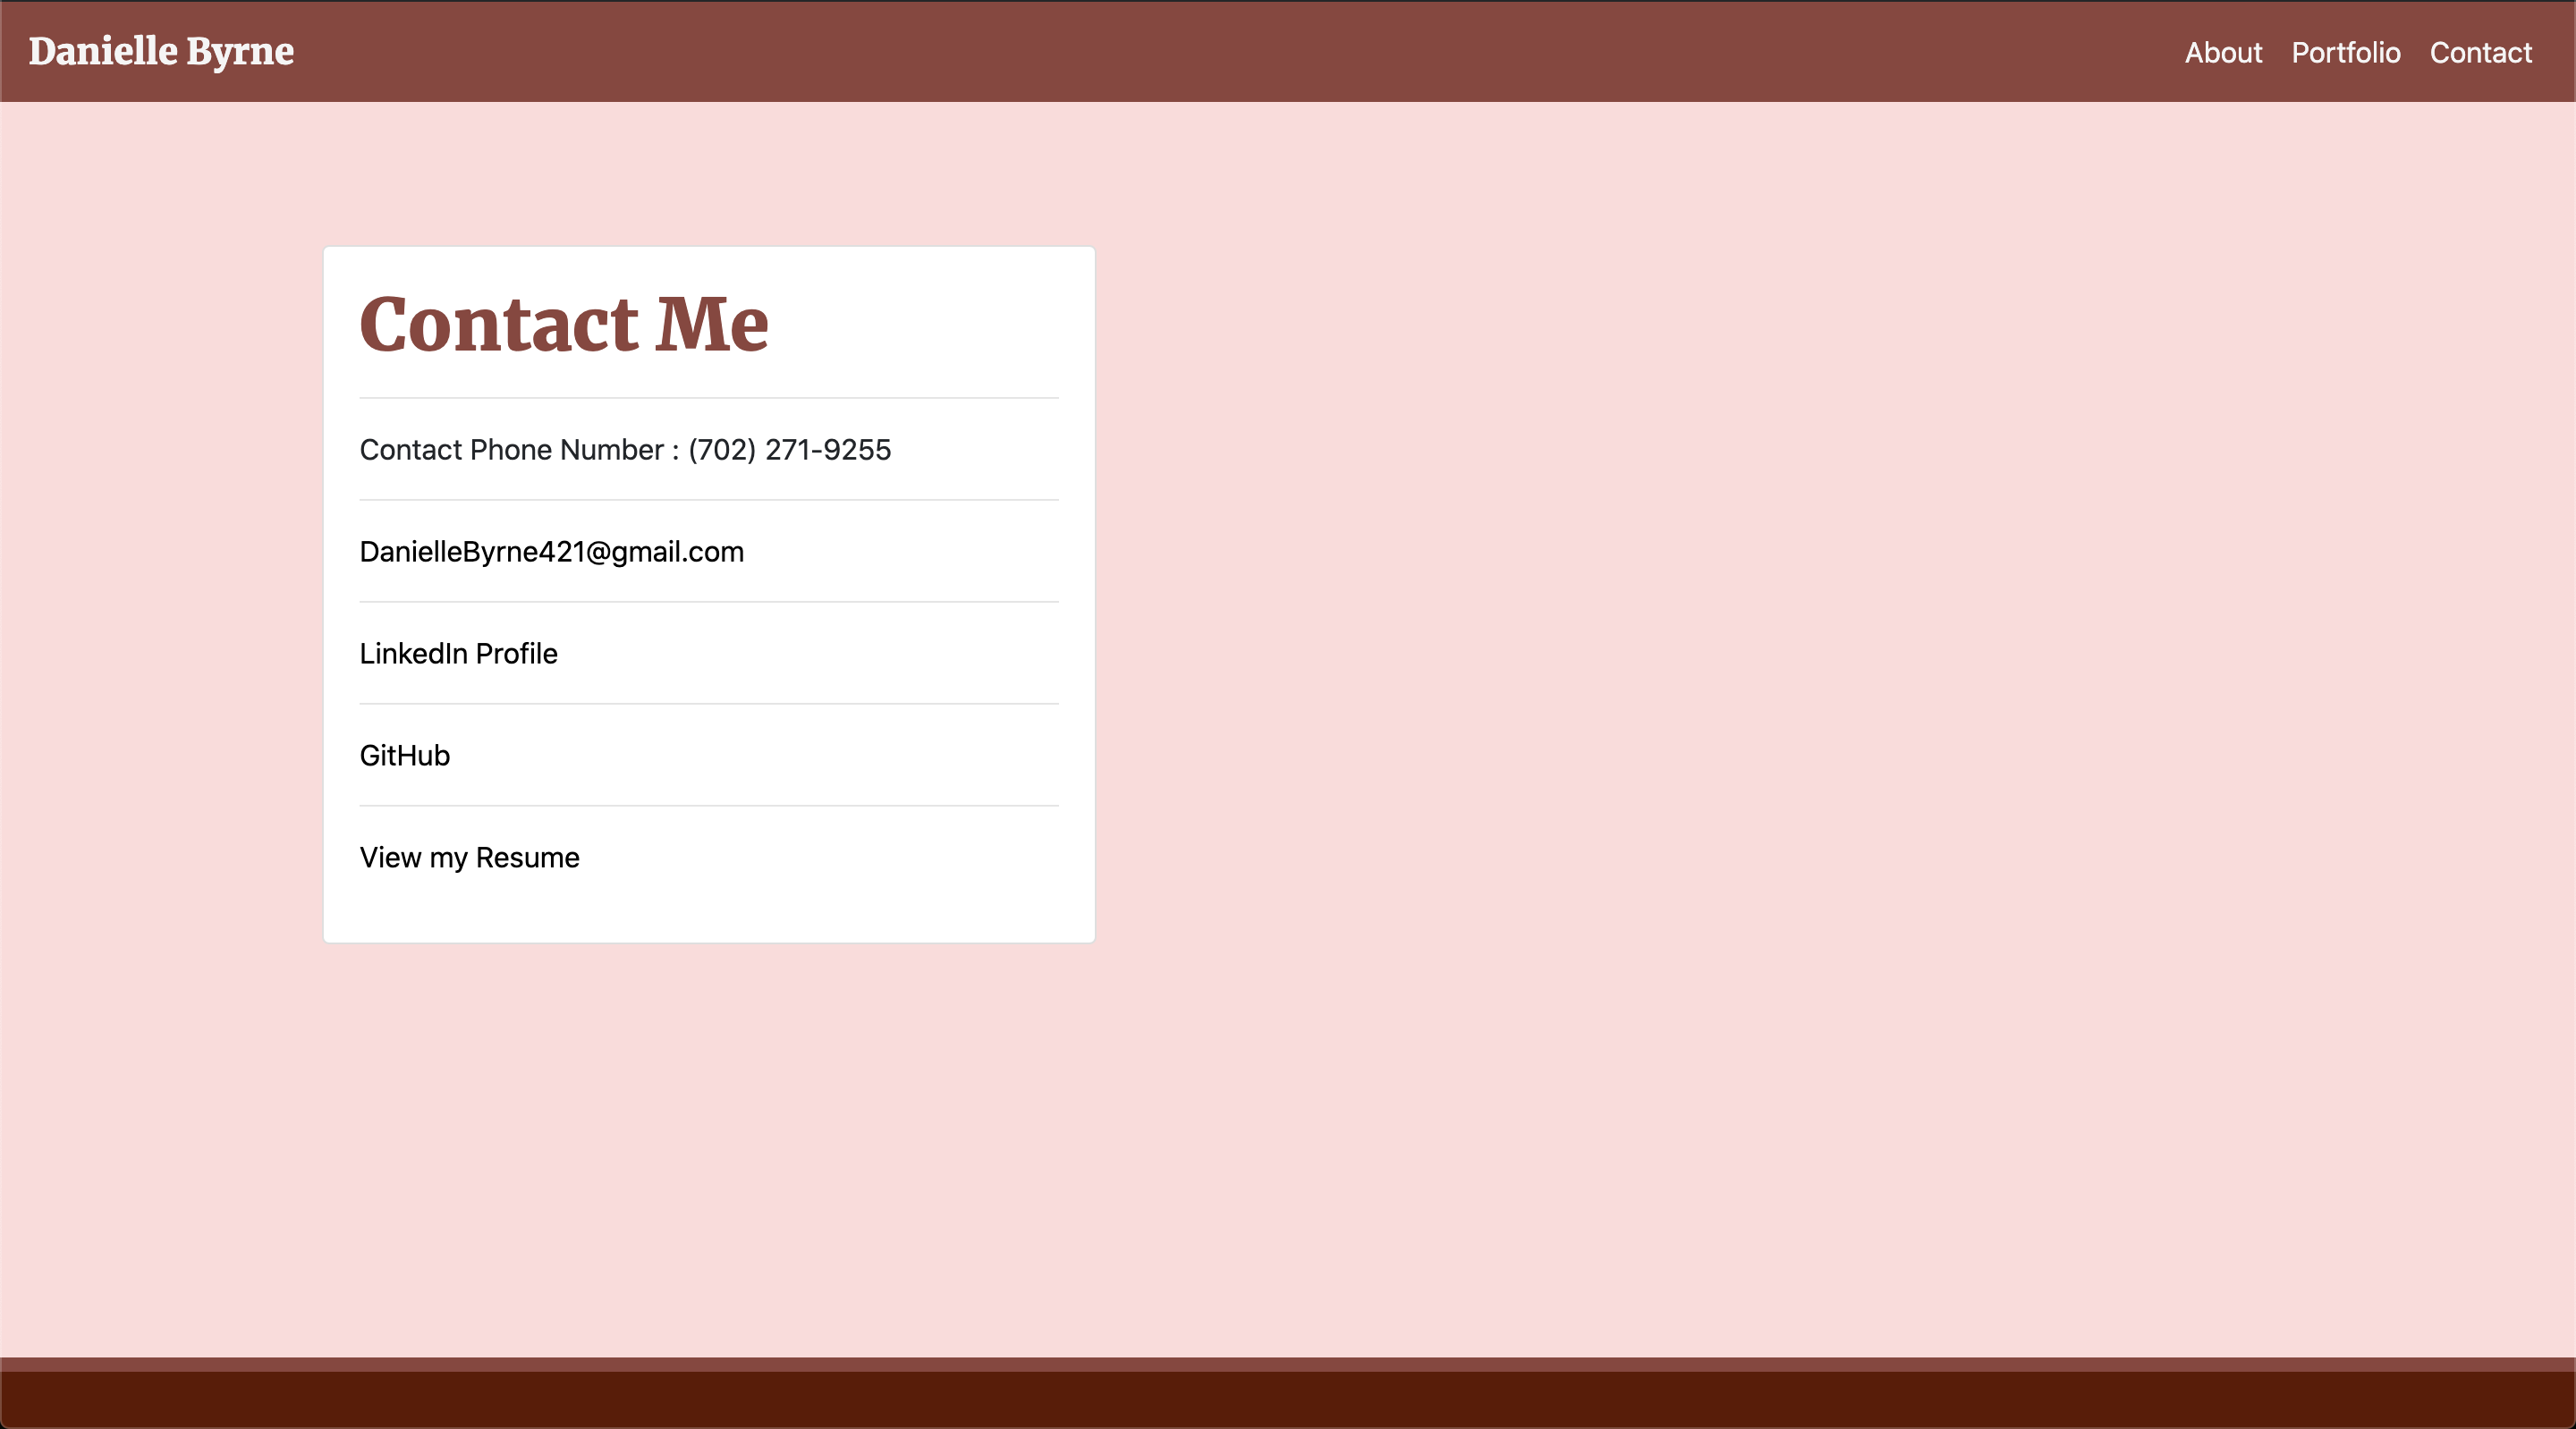 Danielle Byrne
About Portfolio Contact
Contact Me
Contact Phone Number : (702) 271-9255
DanielleByrne421@gmail.com
LinkedIn Profile
GitHub
View my Resume